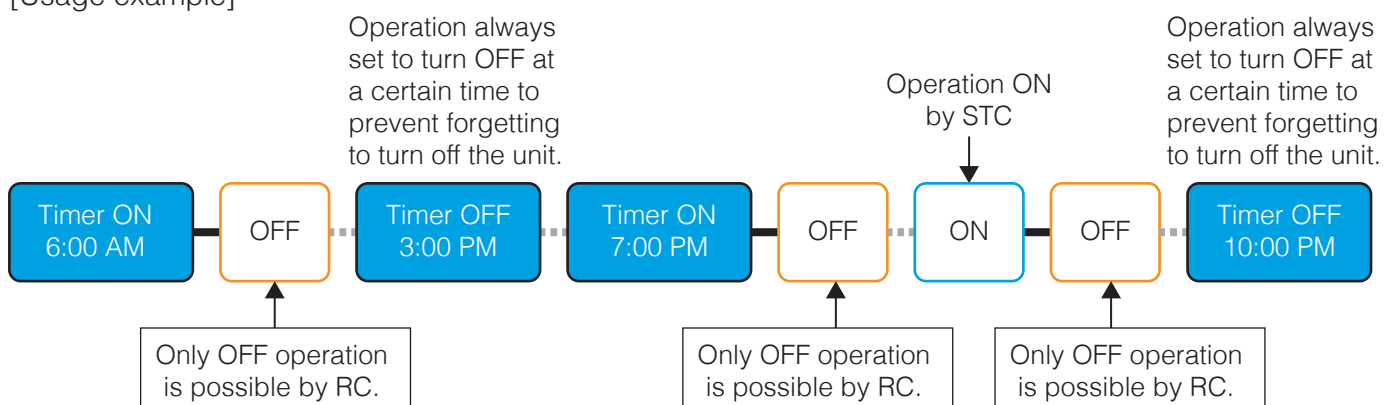 [Usage example]
Operation always
set to turn OFF at
a certain time to
prevent forgetting
to turn off the unit.
Operation ON
by STC
Operation always
set to turn OFF at
a certain time to
prevent forgetting
to turn off the unit.
Timer ON
6:00 AM
OFF
Timer OFF
3:00 PM
Timer ON
7:00 PM
OFF
ON
OFF
Timer OFF
10:00 PM
Only OFF operation
is possible by RC.
Only OFF operation
is possible by RC.
Only OFF operation
is possible by RC.